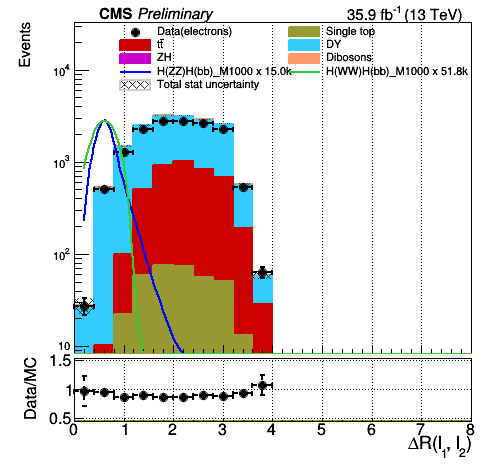 CMS Preliminary 35.9 fb⁻¹ (13 TeV)
Data(electrons) Single top
tt̄ DY
ZH Dibosons
H(ZZ)H(bb)_M1000 x 15.0k H(WW)H(bb)_M1000 x 51.8k
Total stat uncertainty
Events
10⁴
10³
10²
10
Data/MC
1.5
1
0.5
0 1 2 3 4 5 6 7 8
ΔR(l₁, l₂)